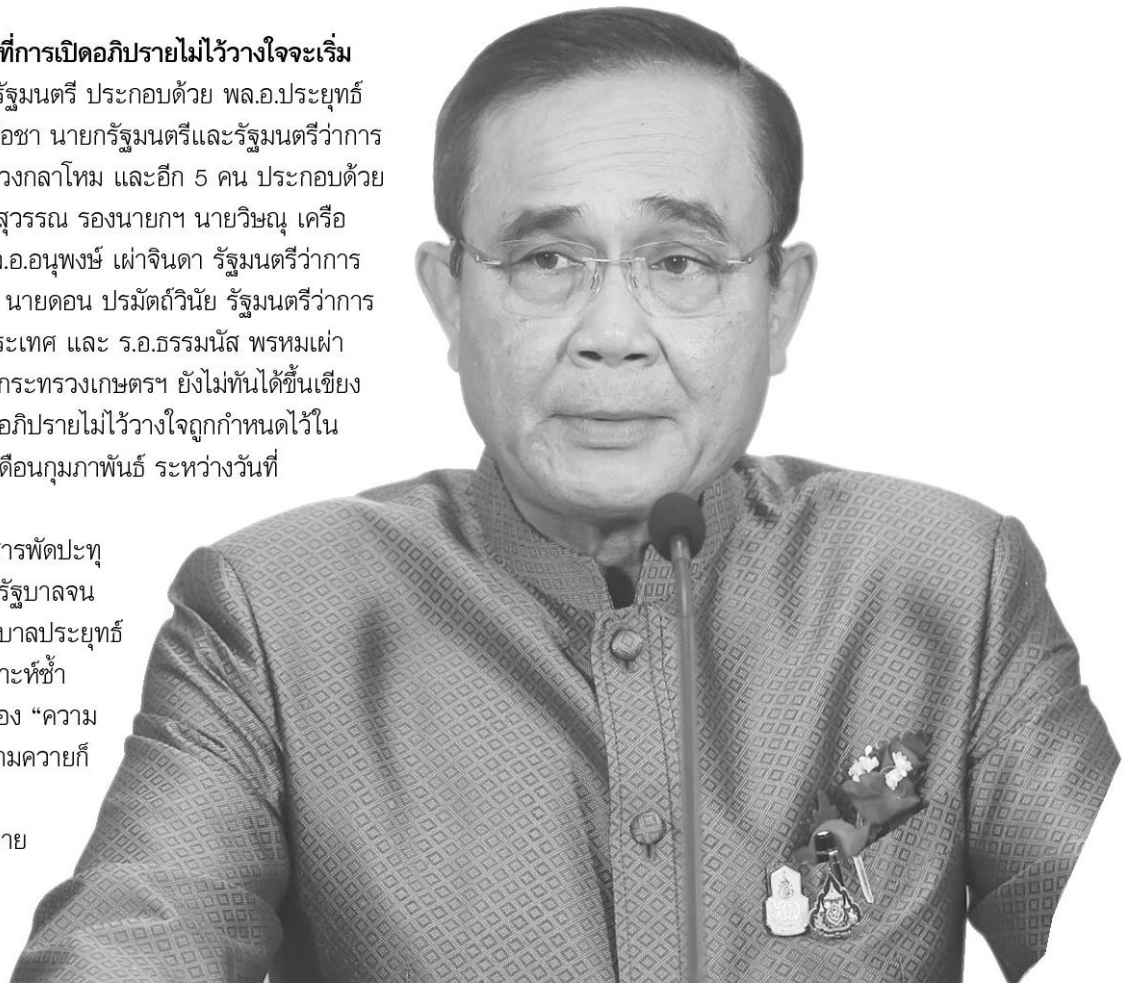 ที่การเปิดอภิปรายไม่ไว้วางใจจะเริ่ม
รัฐมนตรี ประกอบด้วย พล.อ.ประยุทธ์
อชา นายกรัฐมนตรีและรัฐมนตรีว่าการ
วงกลาโหม และอีก 5 คน ประกอบด้วย
สุวรรณ รองนายกฯ นายวิษณุ เครือ
.อ.อนุพงษ์ เผ่าจินดา รัฐมนตรีว่าการ
นายดอน ปรมัตถ์วินัย รัฐมนตรีว่าการ
ระเทศ และ ร.อ.ธรรมนัส พรหมเผ่า
กระทรวงเกษตรฯ ยังไม่ทันได้ขึ้นเขียง
อภิปรายไม่ไว้วางใจถูกกำหนดไว้ใน
ดือนกุมภาพันธ์ ระหว่างวันที่
ารพัดปะทุ
รัฐบาลจน
บาลประยุทธ์
าะห์ซ้ำ
อง “ความ
ามควายก็
าย